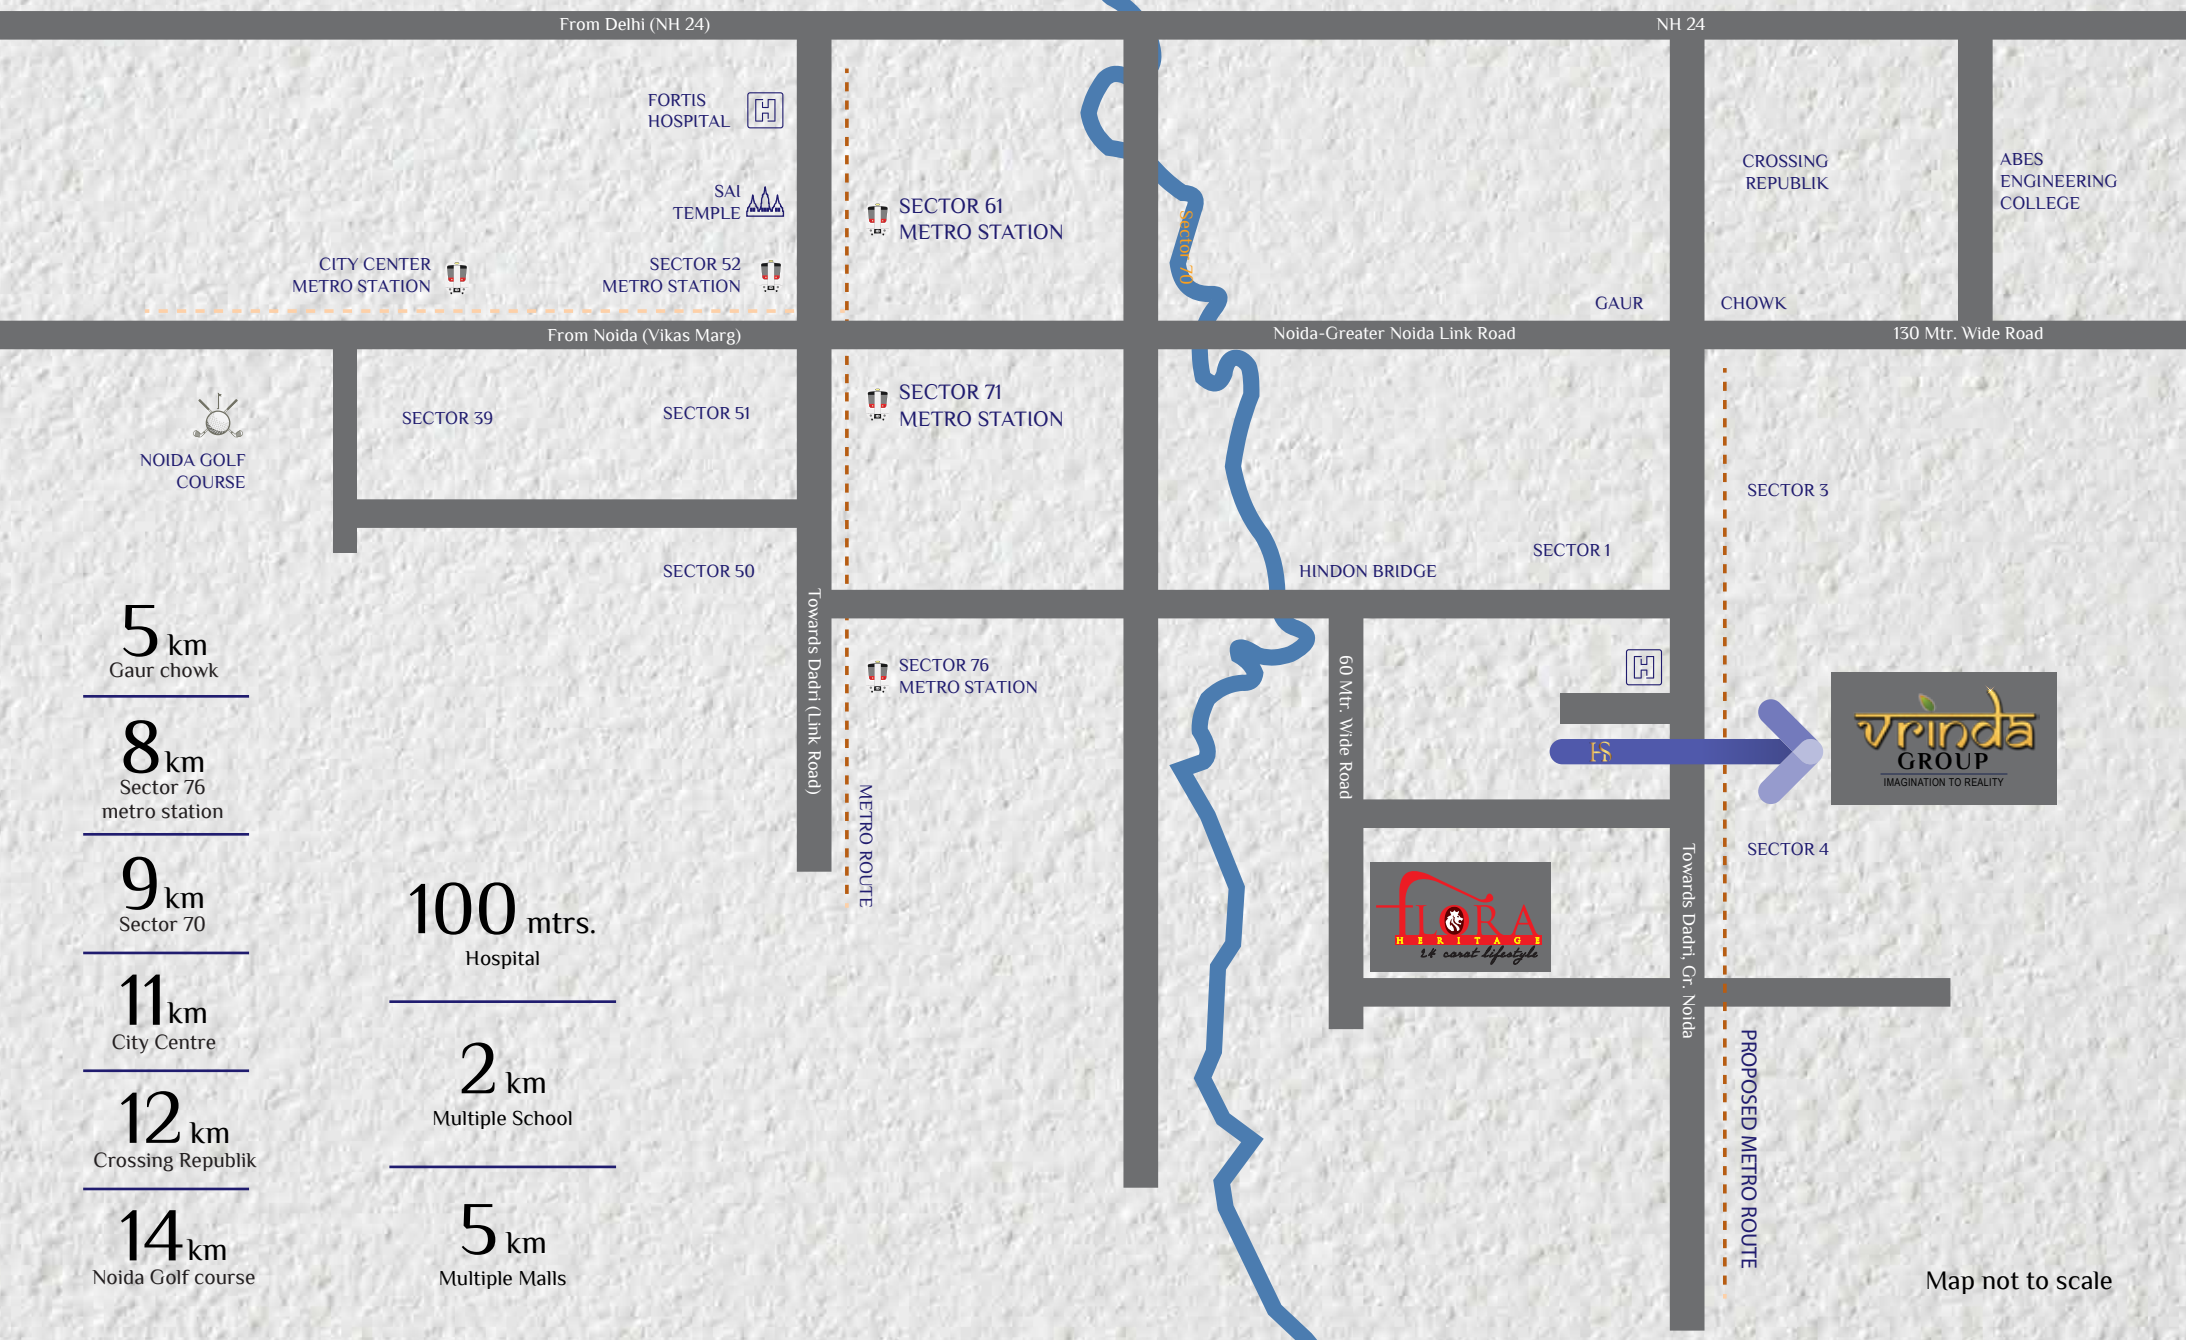 From Delhi (NH 24)
NH 24
FORTIS
HOSPITAL
H
SAI
TEMPLE
SECTOR 61
METRO STATION
Sector 70
CROSSING
REPUBLIK
ABES
ENGINEERING
COLLEGE
CITY CENTER
METRO STATION
SECTOR 52
METRO STATION
GAUR
CHOWK
From Noida (Vikas Marg)
Noida-Greater Noida Link Road
130 Mtr. Wide Road
SECTOR 71
METRO STATION
SECTOR 39
SECTOR 51
NOIDA GOLF
COURSE
SECTOR 3
SECTOR 1
SECTOR 50
HINDON BRIDGE
Towards Dadri (Link Road)
SECTOR 76
METRO STATION
METRO ROUTE
60 Mtr. Wide Road
H
HS
vrinda
GROUP
IMAGINATION TO REALITY
SECTOR 4
FLORA
HERITAGE
24 carat lifestyle
Towards Dadri, Gr. Noida
PROPOSED METRO ROUTE
5 km
Gaur chowk
8 km
Sector 76
metro station
9 km
Sector 70
11 km
City Centre
12 km
Crossing Republik
14 km
Noida Golf course
100 mtrs.
Hospital
2 km
Multiple School
5 km
Multiple Malls
Map not to scale